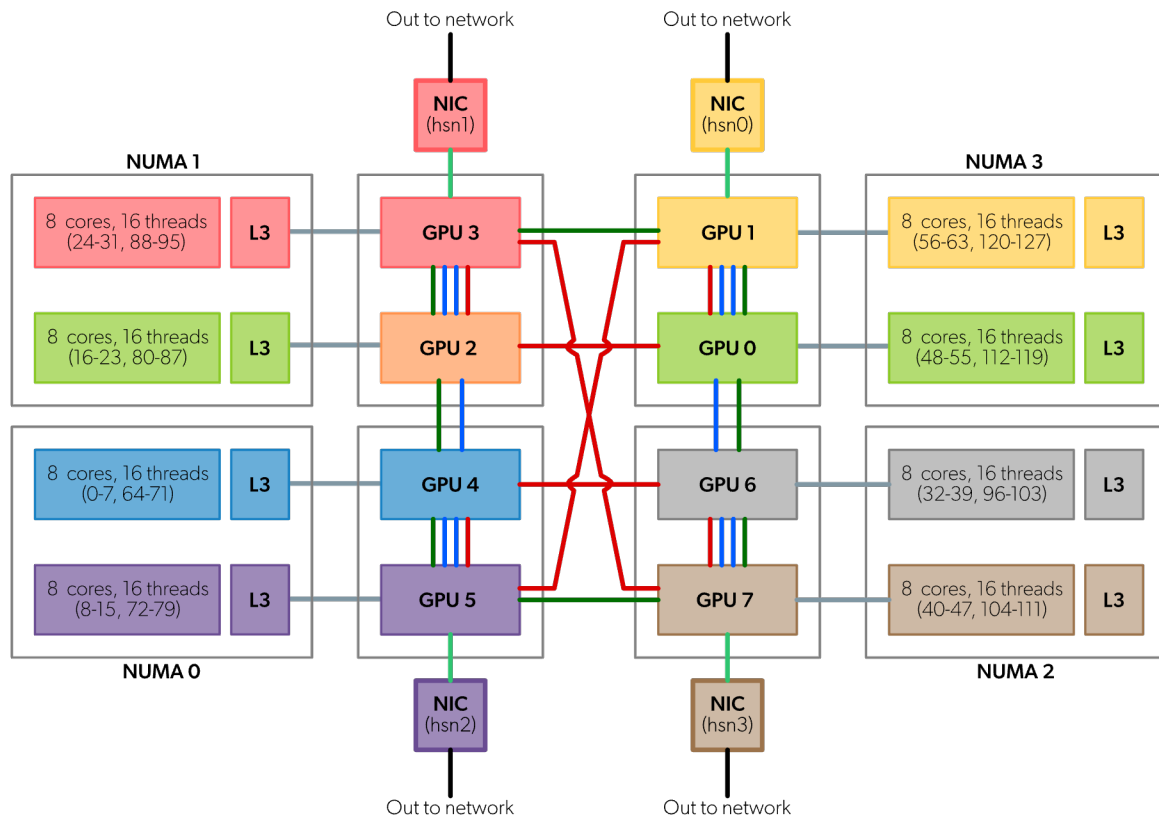 Out to network
Out to network
NIC
(hsn1)
NIC
(hsn0)
NUMA 1
NUMA 3
8 cores, 16 threads
(24-31, 88-95)
L3
GPU 3
GPU 1
8 cores, 16 threads
(56-63, 120-127)
L3
8 cores, 16 threads
(16-23, 80-87)
L3
GPU 2
GPU 0
8 cores, 16 threads
(48-55, 112-119)
L3
8 cores, 16 threads
(0-7, 64-71)
L3
GPU 4
GPU 6
8 cores, 16 threads
(32-39, 96-103)
L3
8 cores, 16 threads
(8-15, 72-79)
L3
GPU 5
GPU 7
8 cores, 16 threads
(40-47, 104-111)
L3
NUMA 0
NUMA 2
NIC
(hsn2)
NIC
(hsn3)
Out to network
Out to network